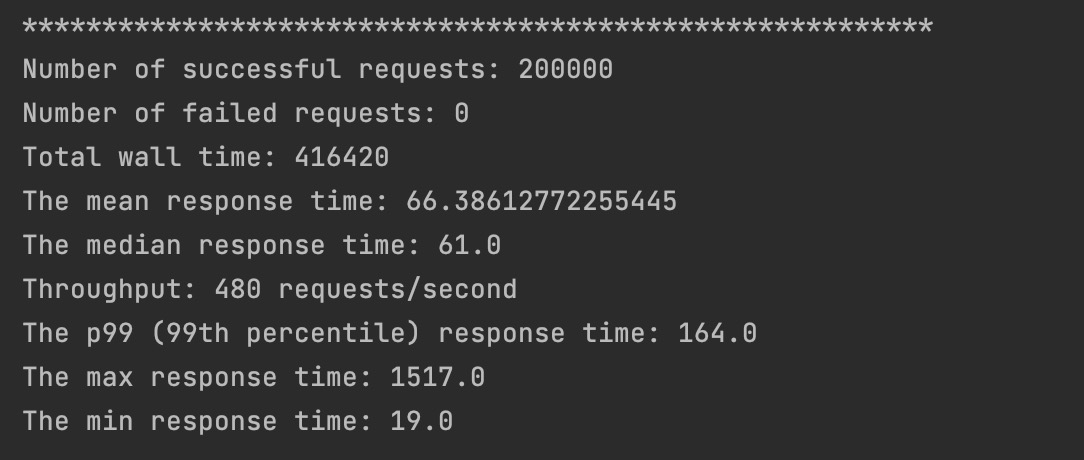 *********************************************************
Number of successful requests: 200000
Number of failed requests: 0
Total wall time: 416420
The mean response time: 66.38612772255445
The median response time: 61.0
Throughput: 480 requests/second
The p99 (99th percentile) response time: 164.0
The max response time: 1517.0
The min response time: 19.0